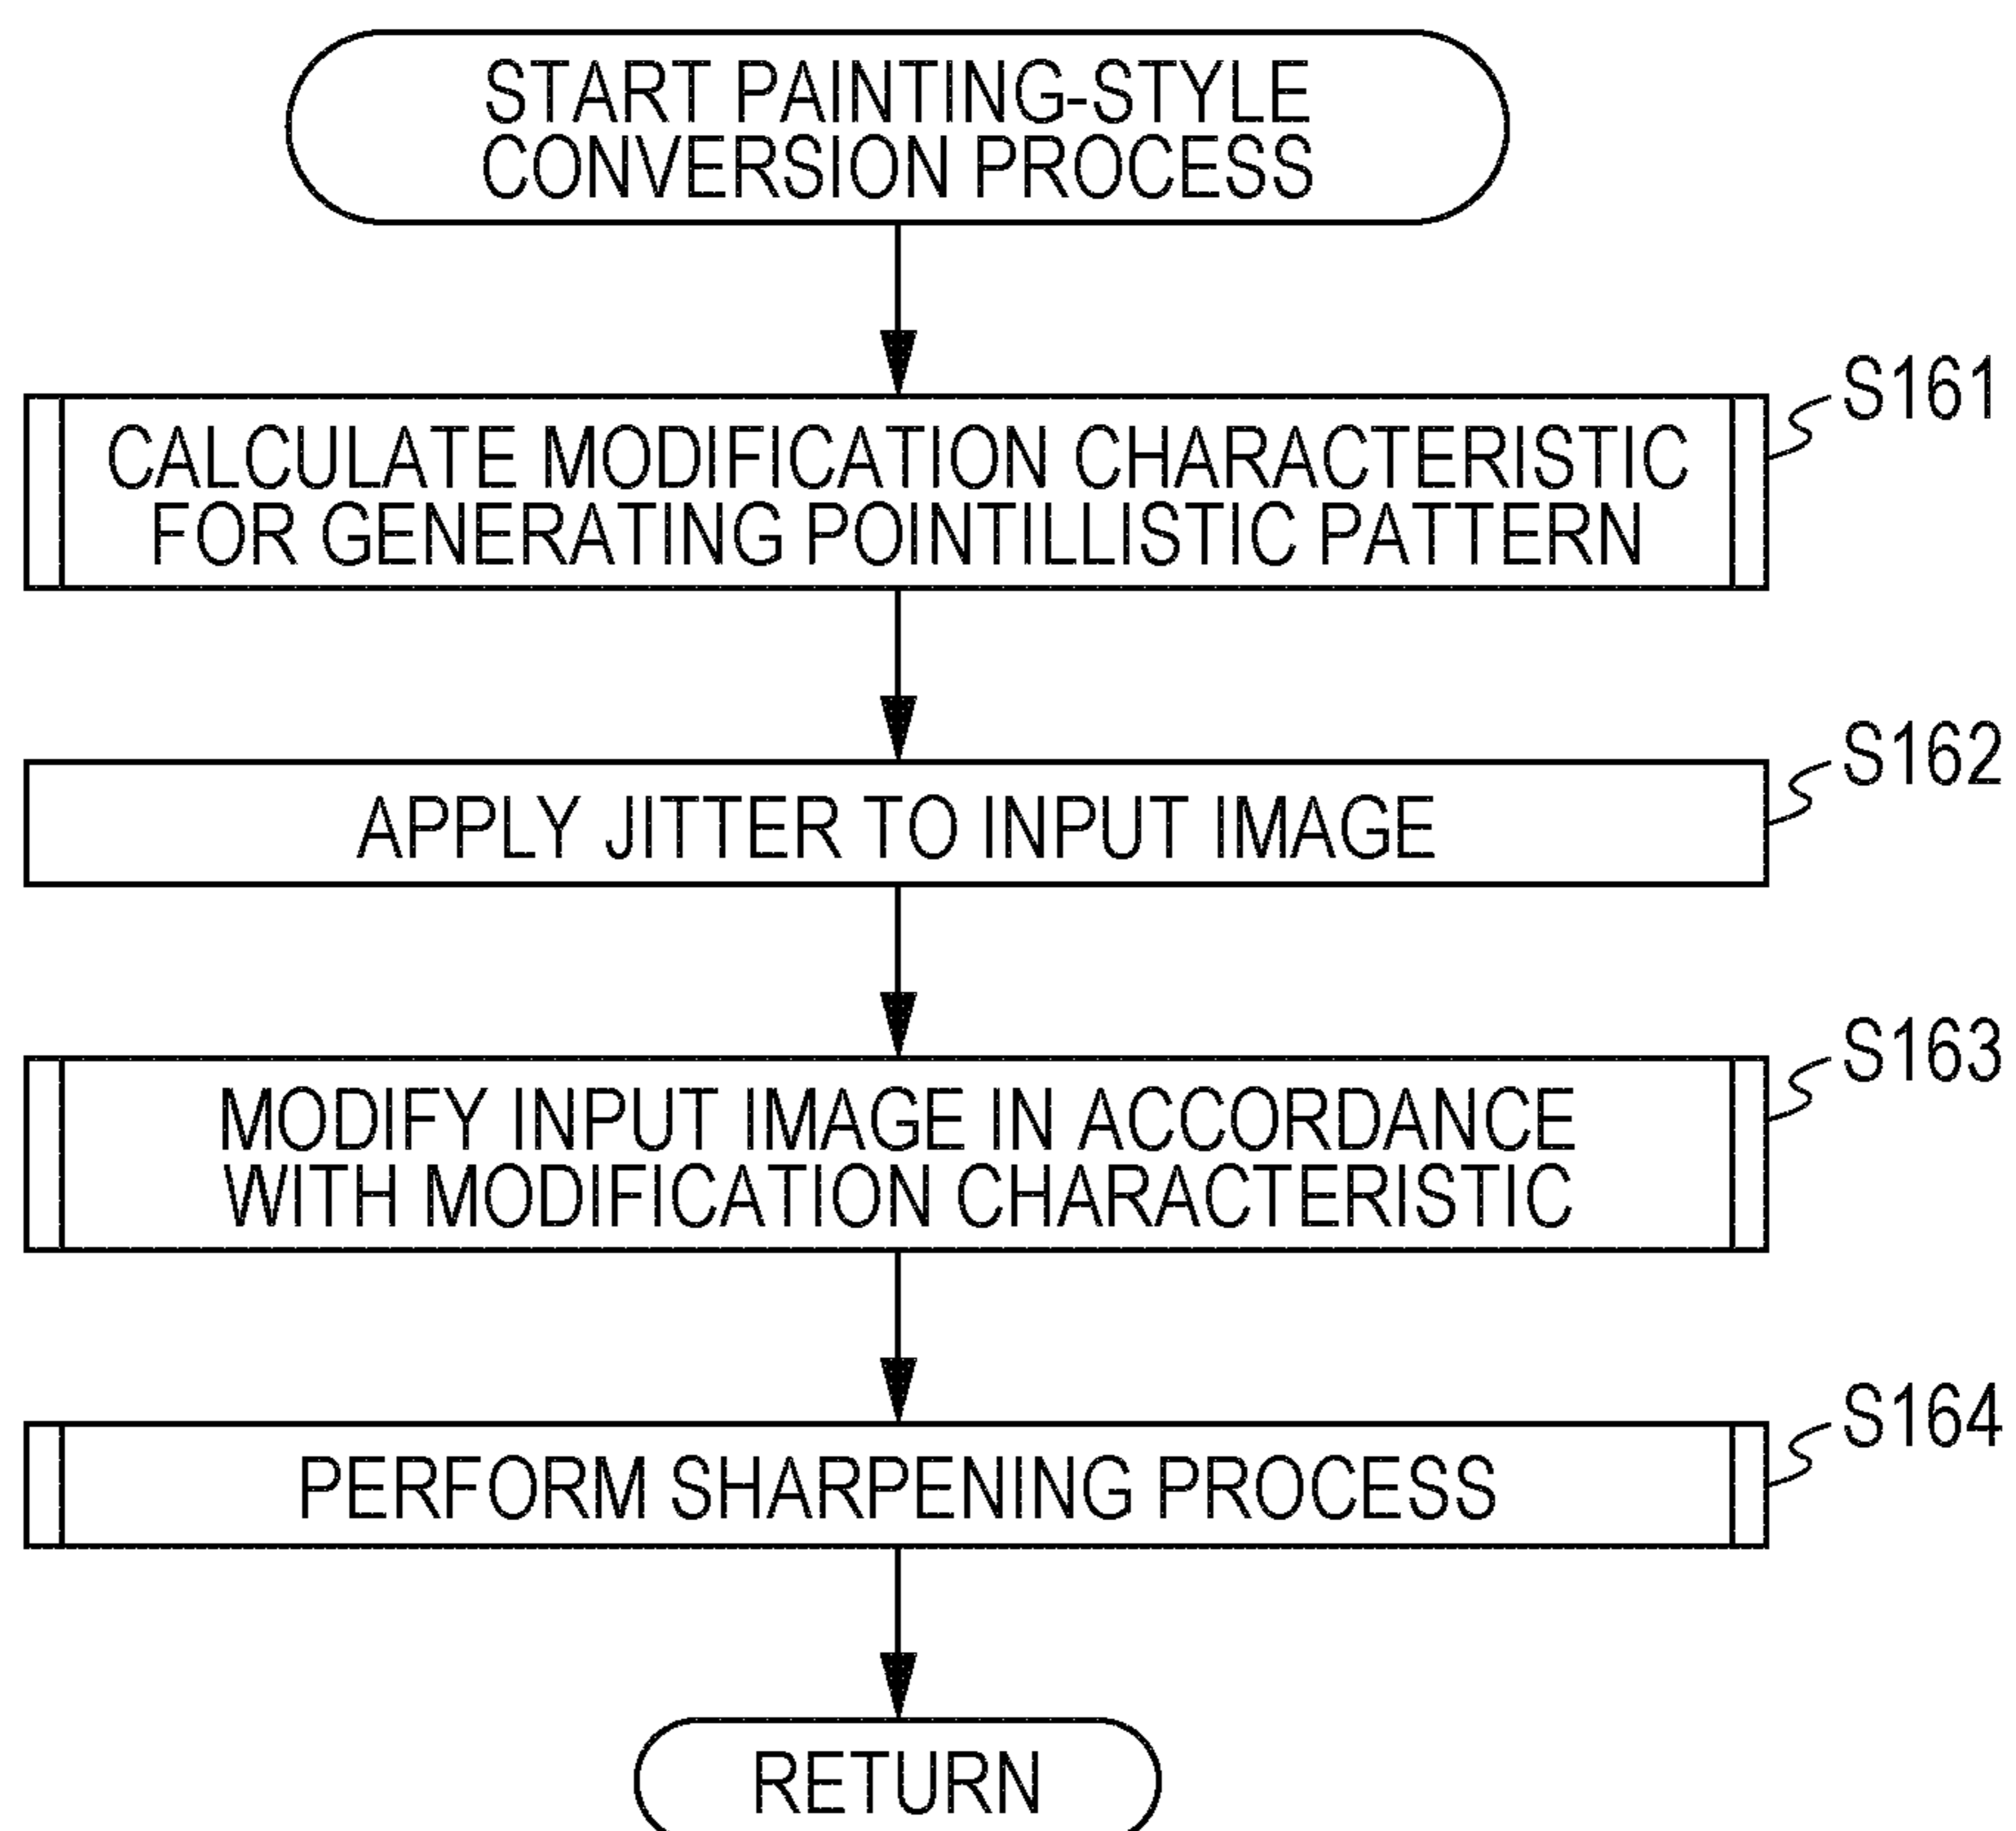 START PAINTING-STYLE
CONVERSION PROCESS
S161
CALCULATE MODIFICATION CHARACTERISTIC
FOR GENERATING POINTILLISTIC PATTERN
S162
APPLY JITTER TO INPUT IMAGE
S163
MODIFY INPUT IMAGE IN ACCORDANCE
WITH MODIFICATION CHARACTERISTIC
S164
PERFORM SHARPENING PROCESS
RETURN